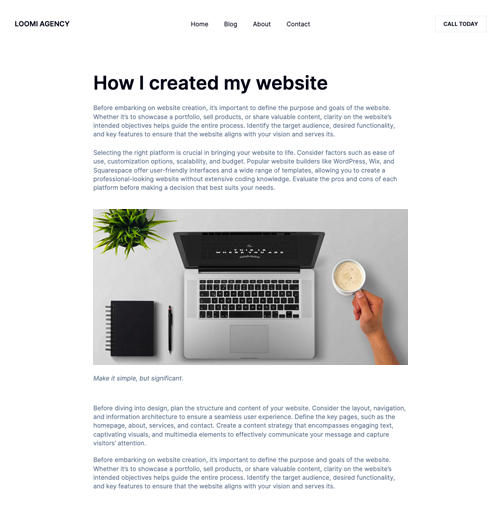 LOOMI AGENCY
Home
Blog
About
Contact
CALL TODAY
How I created my website
Before embarking on website creation, it's important to define the purpose and goals of the website.
Whether it's to showcase a portfolio, sell products, or share valuable content, clarity on the website's
intended objectives helps guide the entire process. Identify the target audience, desired functionality,
and key features to ensure that the website aligns with your vision and serves its.
Selecting the right platform is crucial in bringing your website to life. Consider factors such as ease of
use, customization options, scalability, and budget. Popular website builders like WordPress, Wix, and
Squarespace offer user-friendly interfaces and a wide range of templates, allowing you to create a
professional-looking website without extensive coding knowledge. Evaluate the pros and cons of each
platform before making a decision that best suits your needs.
THIS IS
WHERE YOU ARE
Make it simple, but significant.
Before diving into design, plan the structure and content of your website. Consider the layout, navigation,
and information architecture to ensure a seamless user experience. Define the key pages, such as the
homepage, about, services, and contact. Create a content strategy that encompasses engaging text,
captivating visuals, and multimedia elements to effectively communicate your message and capture
visitors' attention.
Before embarking on website creation, it's important to define the purpose and goals of the website.
Whether it's to showcase a portfolio, sell products, or share valuable content, clarity on the website's
intended objectives helps guide the entire process. Identify the target audience, desired functionality,
and key features to ensure that the website aligns with your vision and serves its.